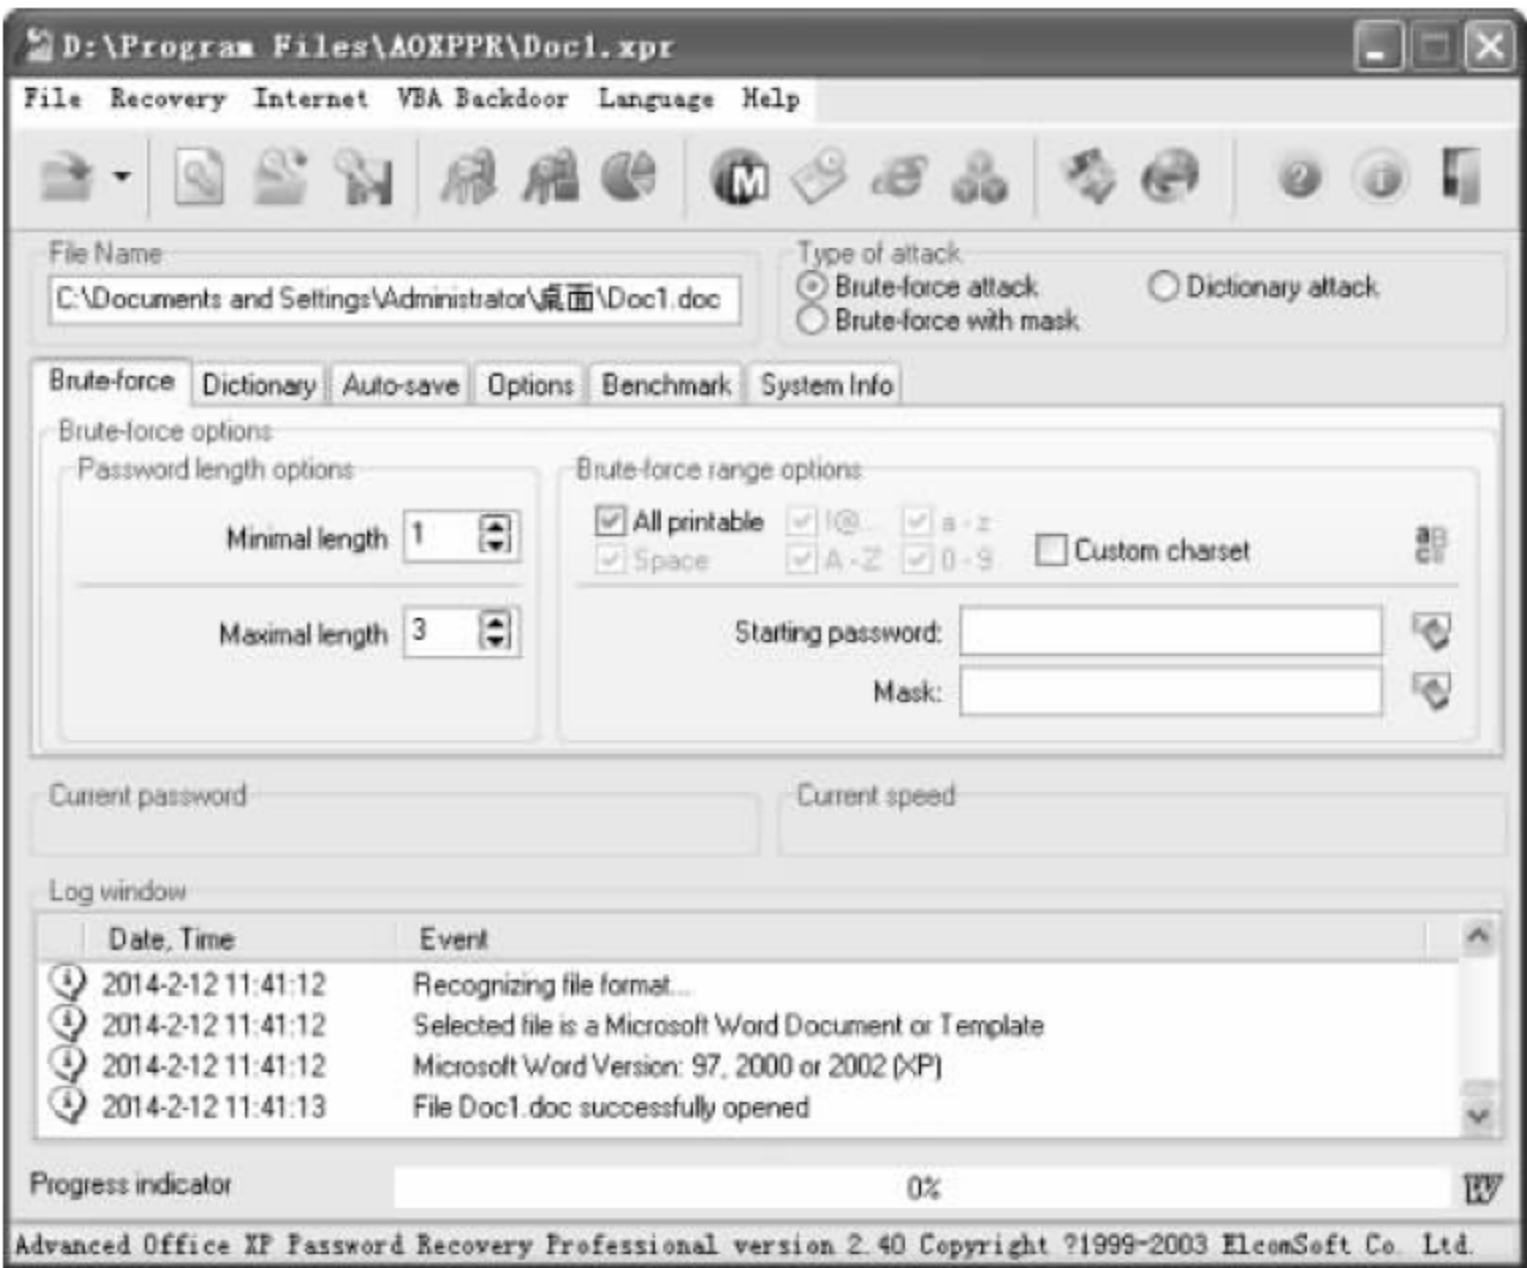 D:\Program Files\AOXPPR\Doc1.xpr
File Recovery Internet VBA Backdoor Language Help
File Name
Type of attack
C:\Documents and Settings\Administrator\桌面\Doc1.doc
Brute-force attack
Dictionary attack
Brute-force with mask
Brute-force Dictionary Auto-save Options Benchmark System Info
Brute-force options
Password length options
Brute-force range options
Minimal length 1
All printable !@... a - z
Space A - Z 0 - 9
Custom charset
Maximal length 3
Starting password:
Mask:
Current password
Current speed
Log window
Date, Time Event
2014-2-12 11:41:12 Recognizing file format...
2014-2-12 11:41:12 Selected file is a Microsoft Word Document or Template
2014-2-12 11:41:12 Microsoft Word Version: 97, 2000 or 2002 (XP)
2014-2-12 11:41:13 File Doc1.doc successfully opened
Progress indicator 0% W
Advanced Office XP Password Recovery Professional version 2.40 Copyright ?1999-2003 ElcomSoft Co. Ltd.